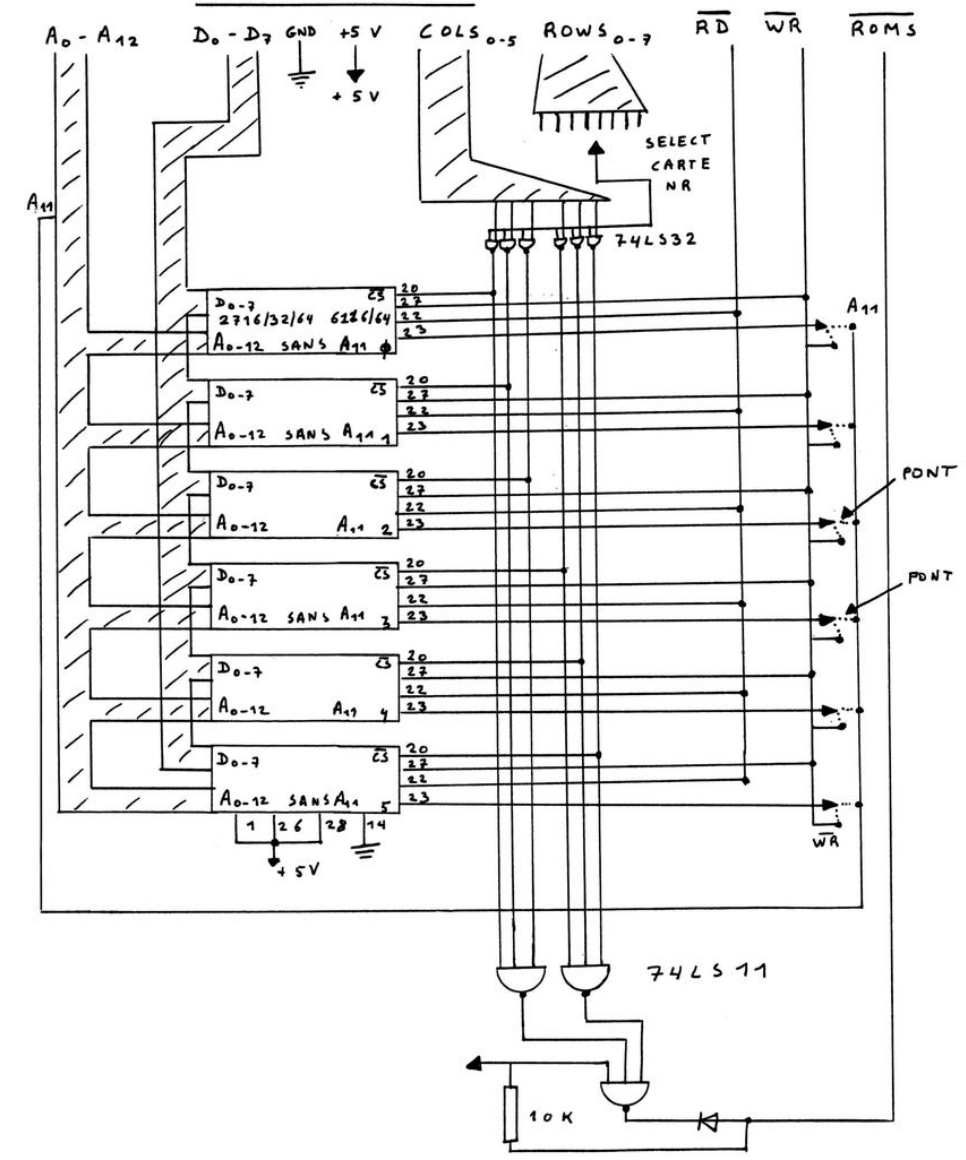 A0 - A12 D0 - D7 GND +5 V COLS0-5 ROWS0-7 RD WR ROMS
+ 5 V
SELECT
CARTE
NR
A11
74LS32
D0-7 CS 20
27
2716/32/64 6116/64 22
A0-12 SANS A11 ϕ 23
A11
D0-7 CS 20
27
22
A0-12 SANS A11 1 23
D0-7 CS 20
27
22
A0-12 A11 2 23
PONT
D0-7 CS 20
27
22
A0-12 SANS A11 3 23
PONT
D0-7 CS 20
27
22
A0-12 A11 4 23
D0-7 CS 20
27
22
A0-12 SANS A11 5 23
1 26 28 14
WR
+ 5V
74LS11
10K